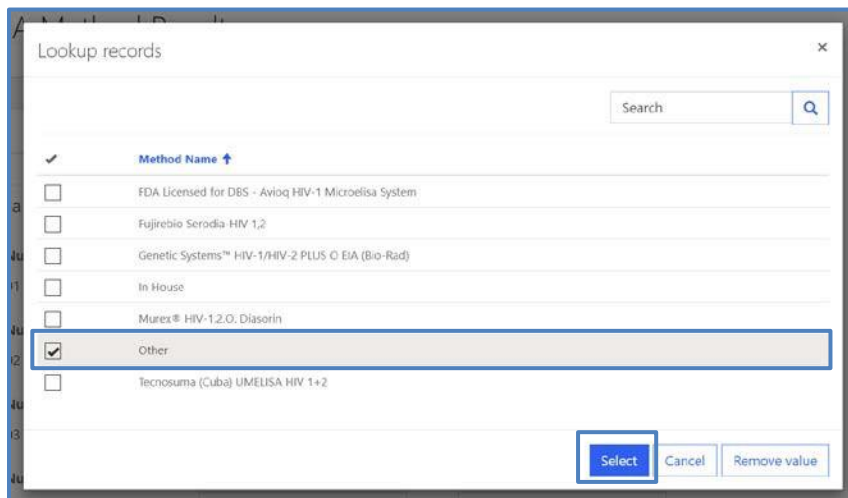 Lookup records
×
Search
✓ Method Name ↑
FDA Licensed for DBS - Avioq HIV-1 Microelisa System
Fujirebio Serodia-HIV 1,2
Genetic Systems™ HIV-1/HIV-2 PLUS O EIA (Bio-Rad)
In House
Murex® HIV-1.2.O. Diasorin
Other
Tecnosuma (Cuba) UMELISA HIV 1+2
Select Cancel Remove value